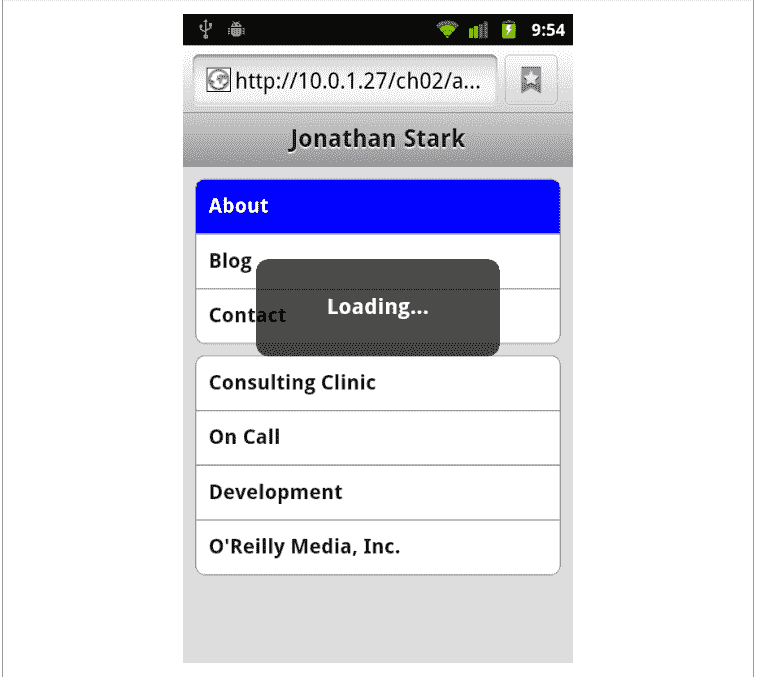 9:54
http://10.0.1.27/ch02/a...
Jonathan Stark
About
Blog
Contact
Loading...
Consulting Clinic
On Call
Development
O'Reilly Media, Inc.